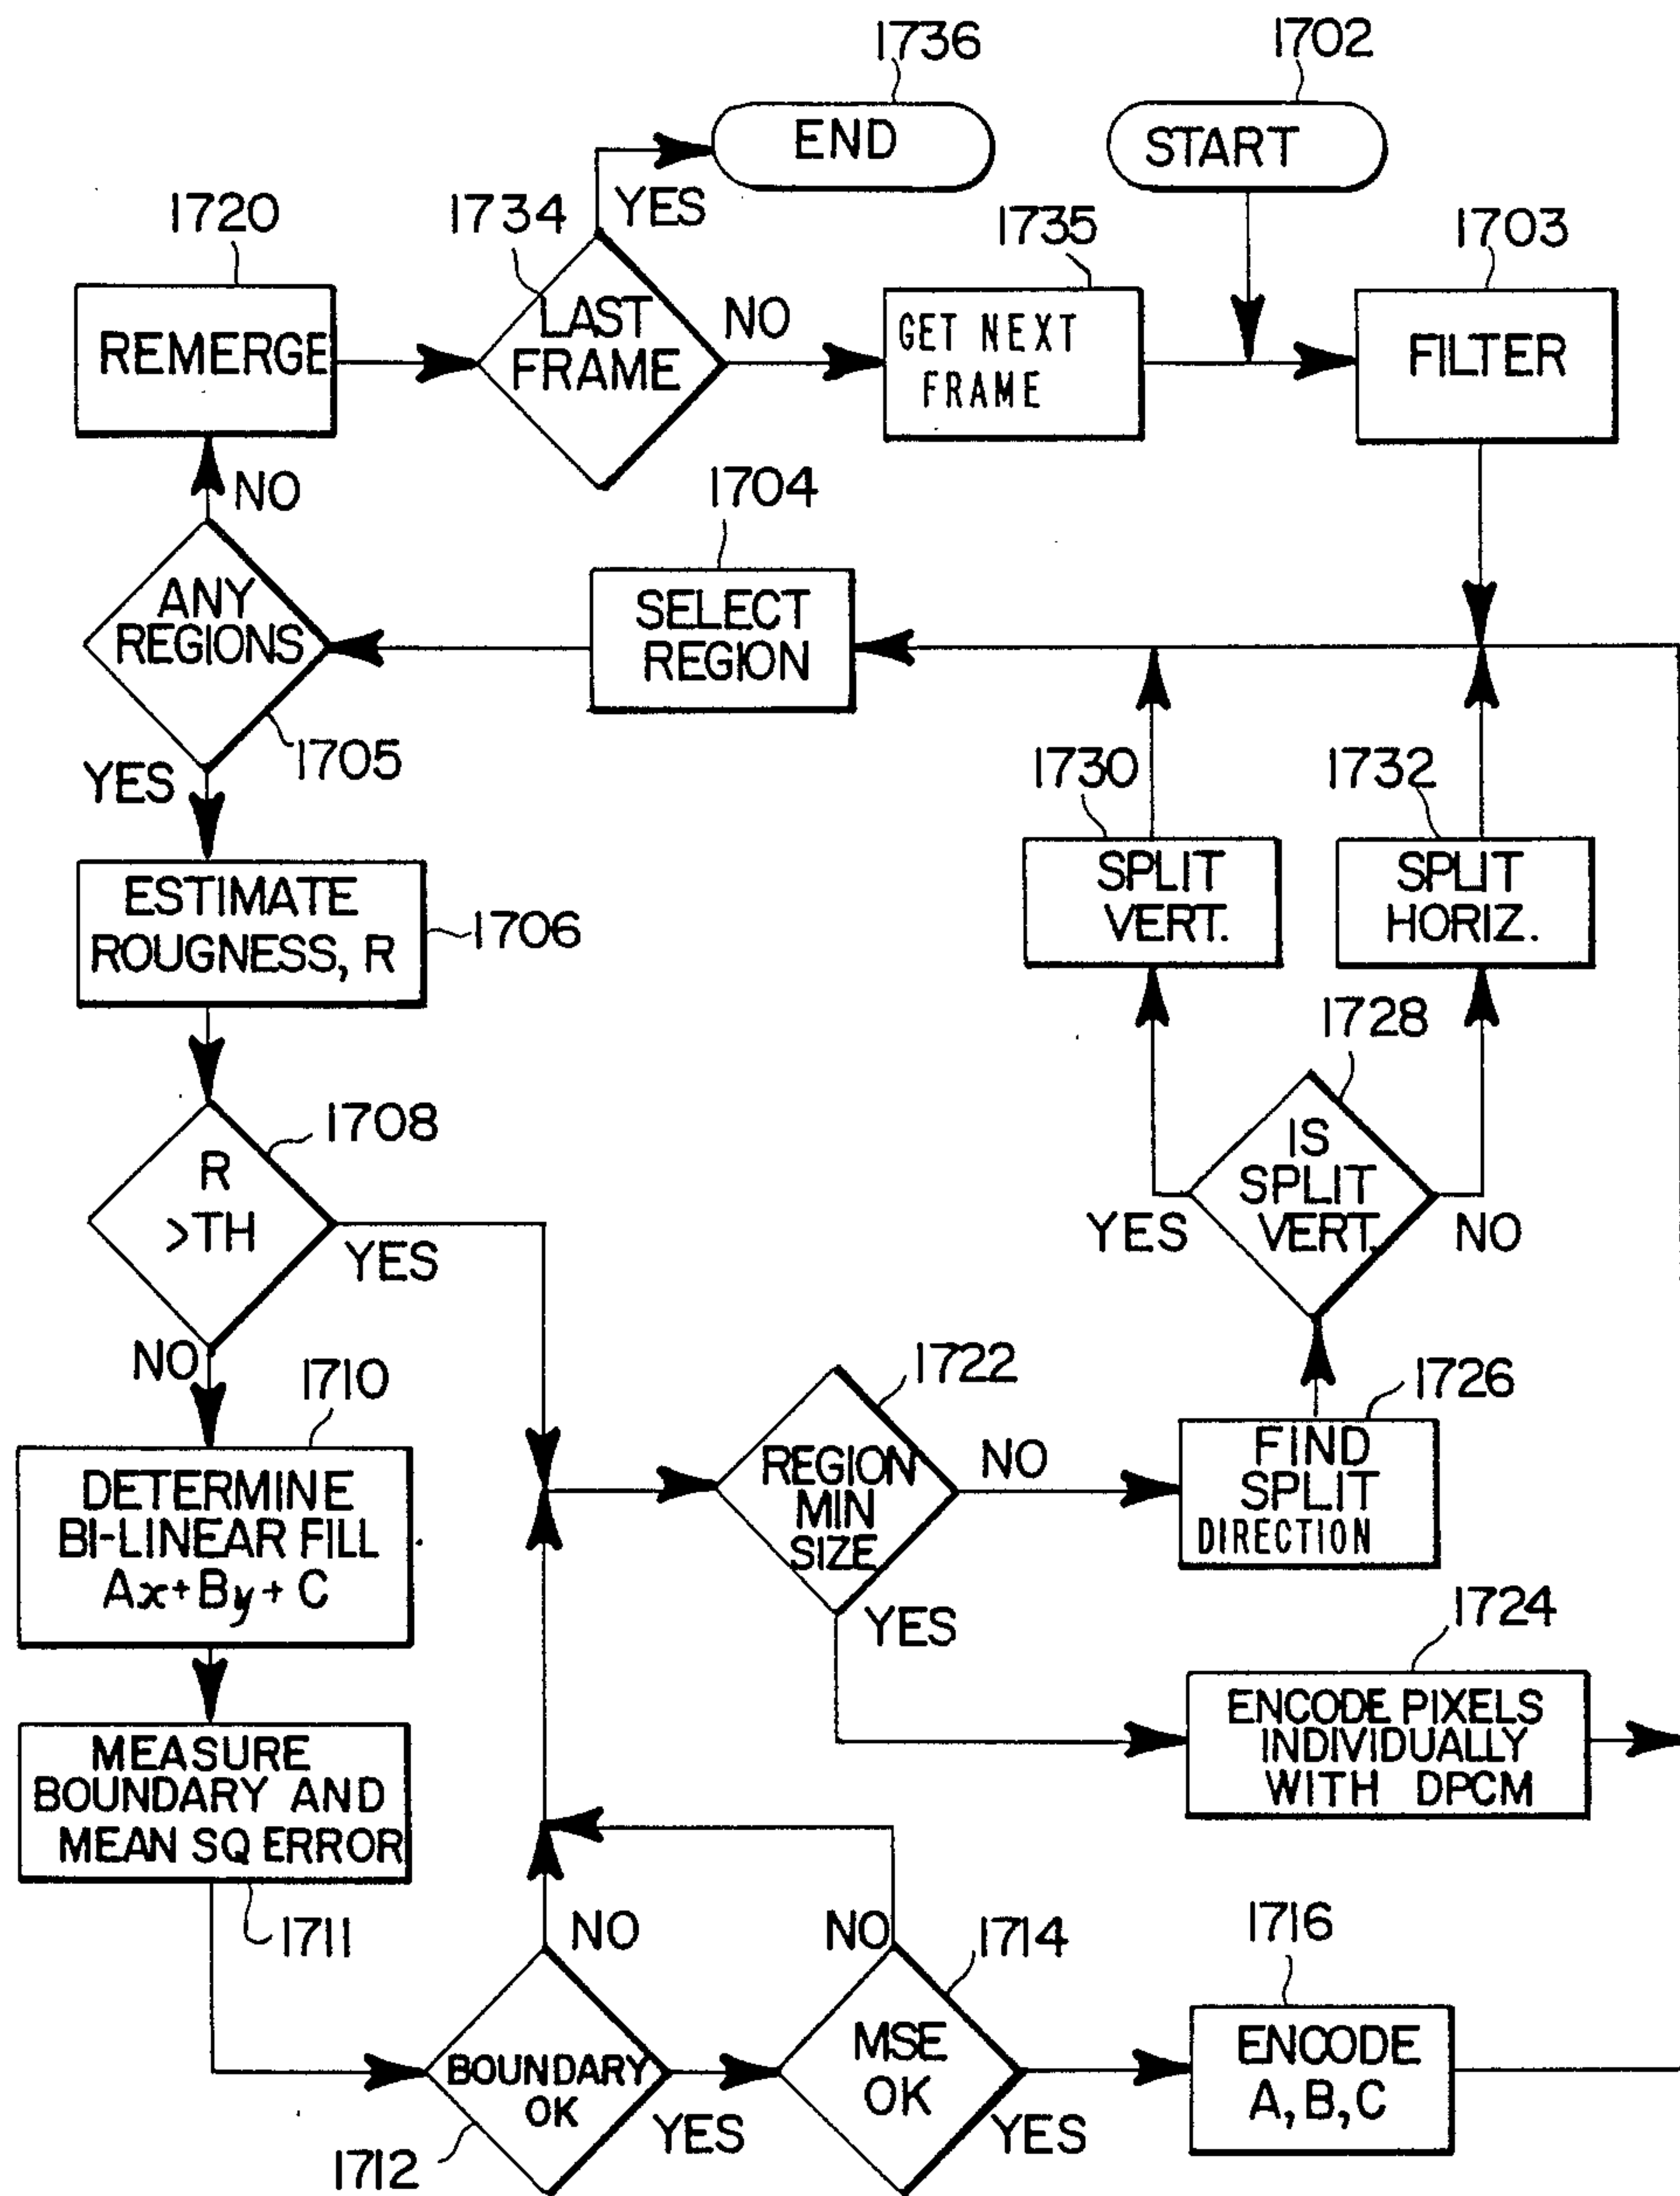 1736
1702
END
START
1720
1734
YES
1735
1703
REMERGE
LAST
FRAME
NO
GET NEXT
FRAME
FILTER
NO
1704
ANY
REGIONS
SELECT
REGION
1705
YES
1730
1732
ESTIMATE
ROUGNESS, R
1706
SPLIT
VERT.
SPLIT
HORIZ.
1728
1708
R
>TH
YES
IS
SPLIT
VERT.
YES
NO
NO
1710
1722
1726
DETERMINE
BI-LINEAR FILL
Ax+By+C
REGION
MIN
SIZE
NO
FIND
SPLIT
DIRECTION
YES
1724
MEASURE
BOUNDARY AND
MEAN SQ ERROR
ENCODE PIXELS
INDIVIDUALLY
WITH DPCM
1711
NO
NO
1714
1716
BOUNDARY
OK
MSE
OK
ENCODE
A, B, C
YES
YES
1712